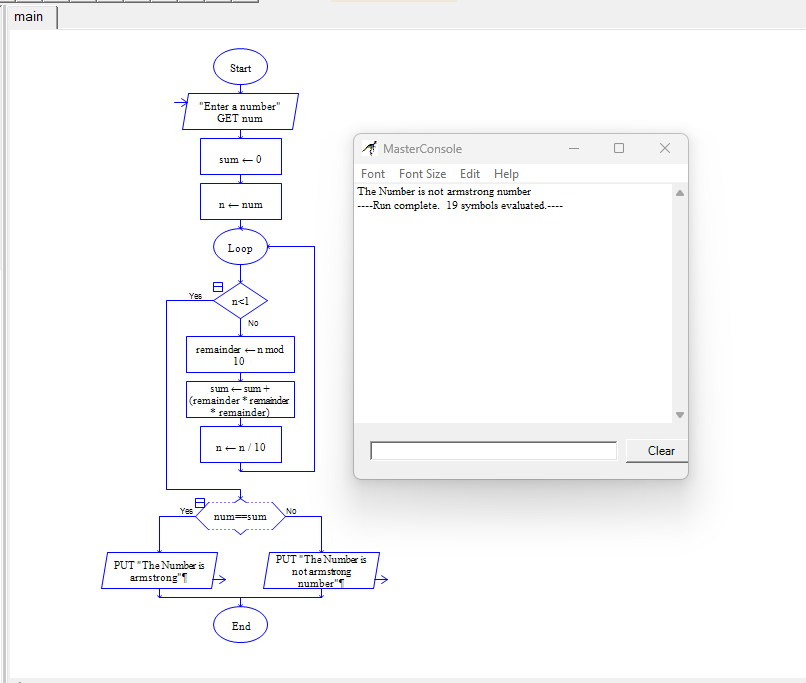 main
Start
"Enter a number"
GET num
sum ← 0
n ← num
Loop
Yes
n<1
No
remainder ← n mod
10
sum ← sum +
(remainder * remainder
* remainder)
n ← n / 10
Yes
num==sum
No
PUT "The Number is
armstrong"¶
PUT "The Number is
not armstrong
number"¶
End
MasterConsole
Font Font Size Edit Help
The Number is not armstrong number
----Run complete. 19 symbols evaluated.----
Clear